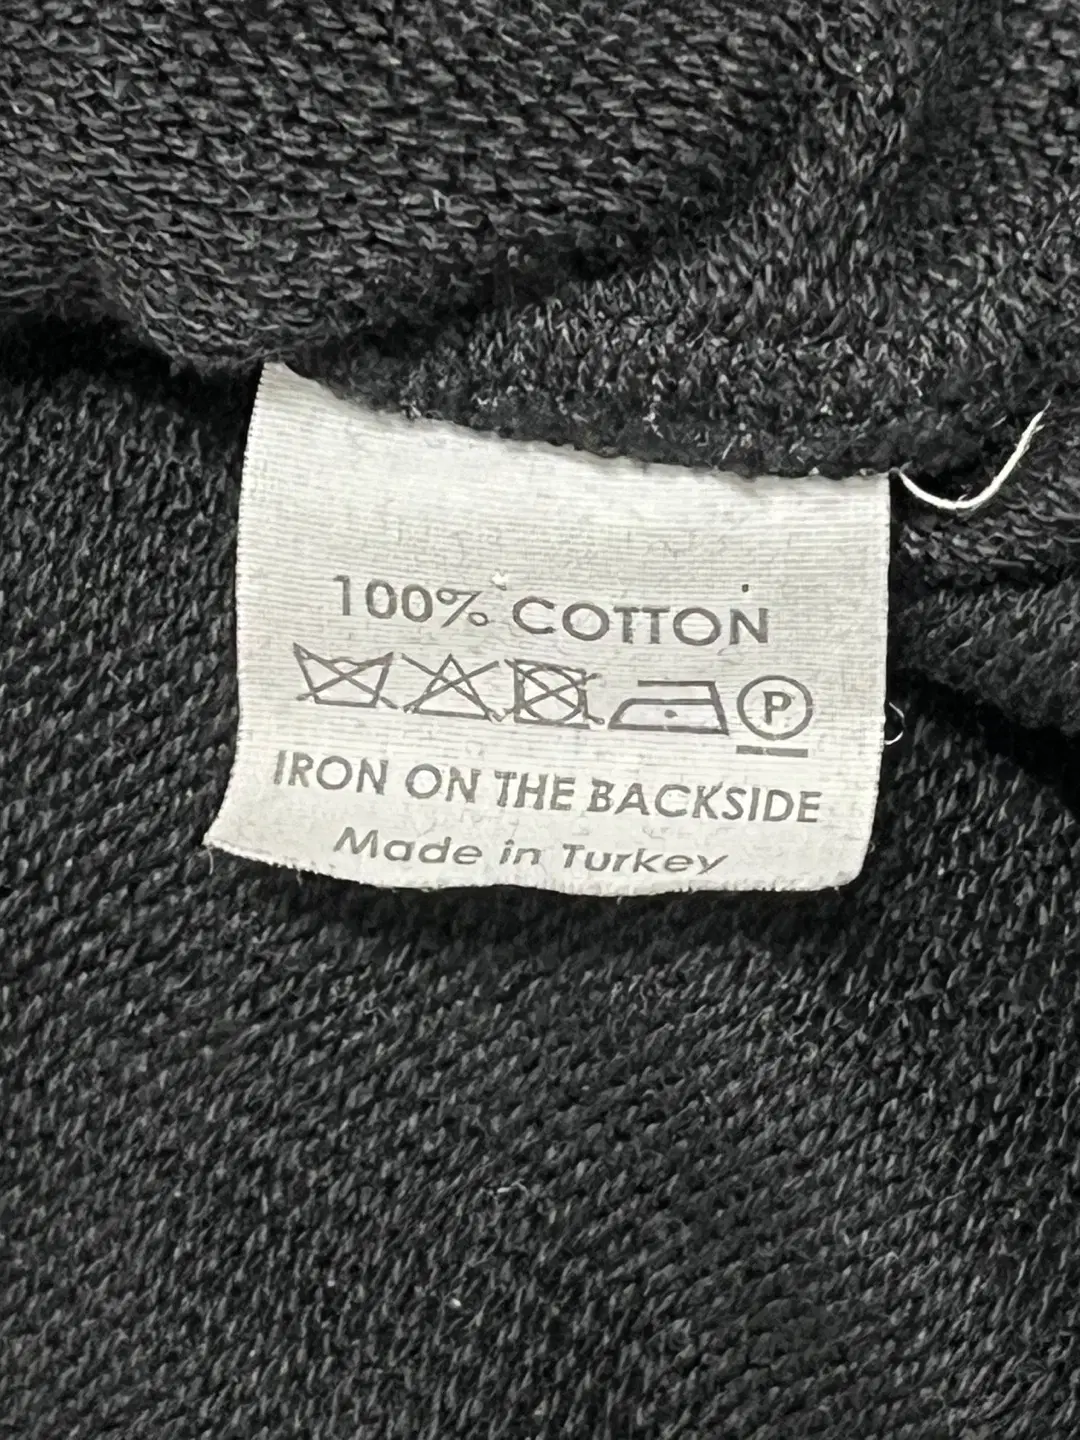 100% COTTON
P
IRON ON THE BACKSIDE
Made in Turkey